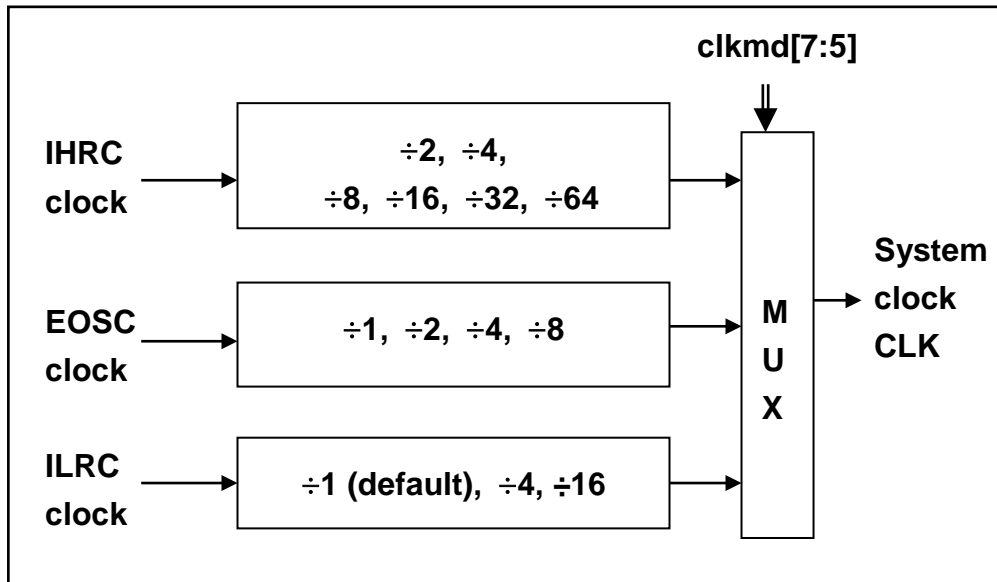 clkmd[7:5]
IHRC
clock
÷2, ÷4,
÷8, ÷16, ÷32, ÷64
EOSC
clock
÷1, ÷2, ÷4, ÷8
ILRC
clock
÷1 (default), ÷4, ÷16
M
U
X
System
clock
CLK